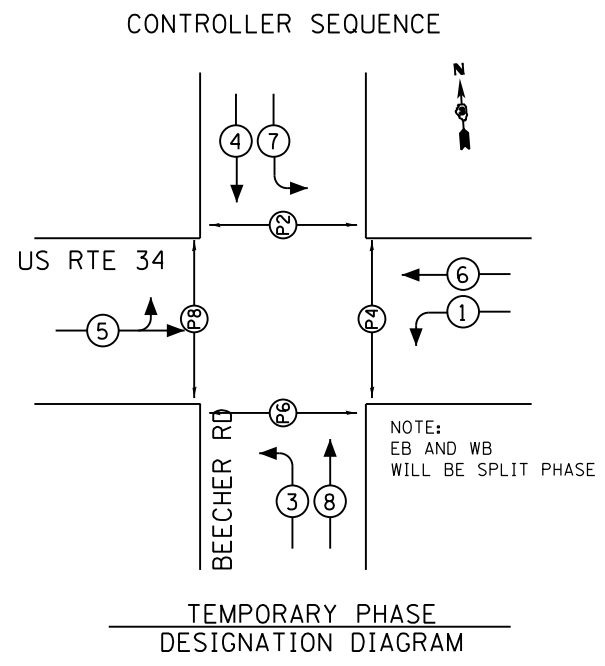 CONTROLLER SEQUENCE
N
4 7
P2
US RTE 34
6
5
P8
P4
1
P6
BEECHER RD
NOTE:
EB AND WB
WILL BE SPLIT PHASE
3 8
TEMPORARY PHASE
DESIGNATION DIAGRAM